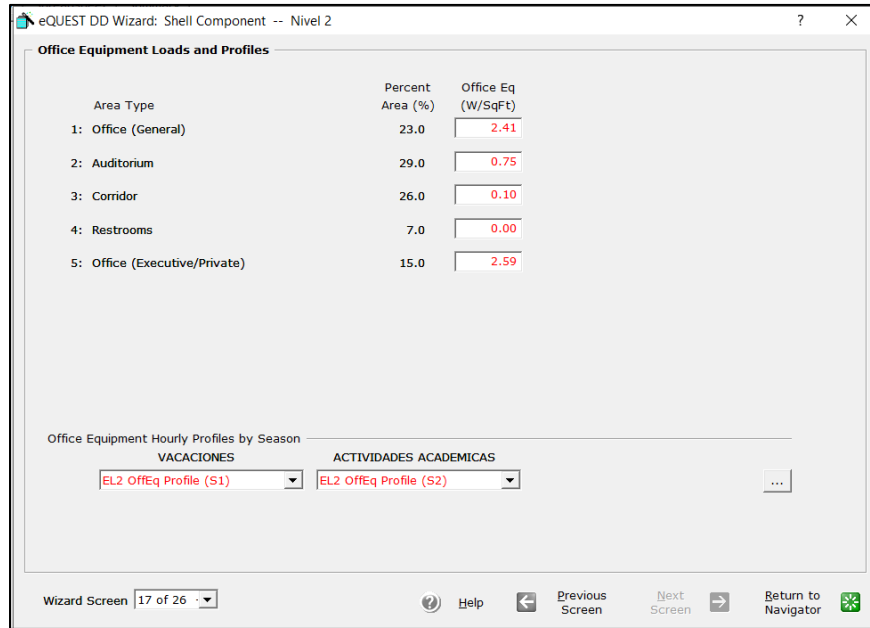 eQUEST DD Wizard: Shell Component -- Nivel 2
?
Office Equipment Loads and Profiles
Percent Office Eq
Area Type Area (%) (W/SqFt)
1: Office (General) 23.0 2.41
2: Auditorium 29.0 0.75
3: Corridor 26.0 0.10
4: Restrooms 7.0 0.00
5: Office (Executive/Private) 15.0 2.59
Office Equipment Hourly Profiles by Season
VACACIONES ACTIVIDADES ACADEMICAS
EL2 OffEq Profile (S1) EL2 OffEq Profile (S2) ...
Wizard Screen 17 of 26 ? Help Previous Screen Next Screen Return to Navigator